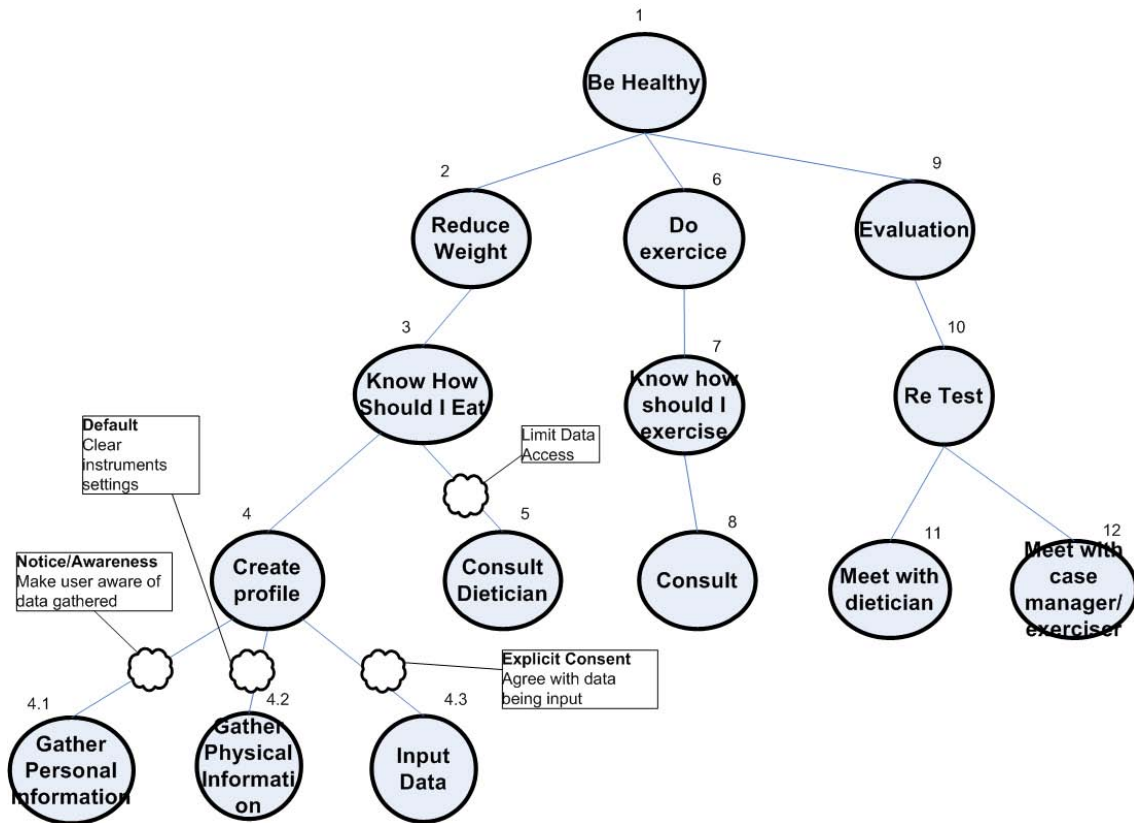 1
Be Healthy
2
Reduce
Weight
6
Do
exercice
9
Evaluation
3
Know How
Should I Eat
7
Know how
should I
exercise
10
Re Test
Default
Clear
instruments
settings
Limit Data
Access
4
Create
profile
5
Consult
Dietician
8
Consult
11
Meet with
dietician
12
Meet with
case
manager/
exerciser
Notice/Awareness
Make user aware of
data gathered
Explicit Consent
Agree with data
being input
4.1
Gather
Personal
Information
4.2
Gather
Physical
Informati
on
4.3
Input
Data